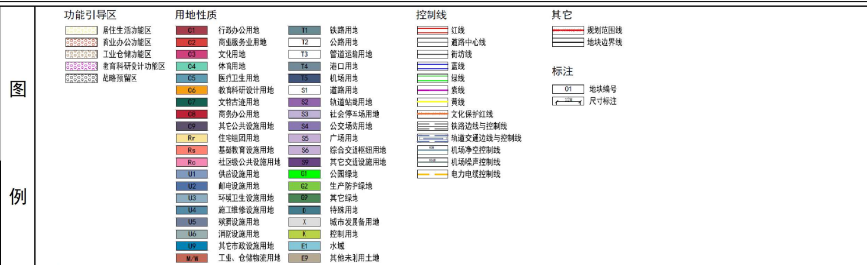 图
例
功能引导区
居住生活功能区
商业办公功能区
工业仓储功能区
教育科研设计功能区
战略预留区
用地性质
C1 行政办公用地
C2 商业服务业用地
C3 文化用地
C4 体育用地
C5 医疗卫生用地
C6 教育科研设计用地
C7 文物古迹用地
C8 商务办公用地
C9 其它公共设施用地
Rr 住宅组团用地
Rs 基础教育设施用地
Rc 社区级公共设施用地
U1 供应设施用地
U2 邮电设施用地
U3 环境卫生设施用地
U4 施工维修设施用地
U5 殡葬设施用地
U6 消防设施用地
U9 其它市政设施用地
M/W 工业、仓储物流用地
T1 铁路用地
T2 公路用地
T3 管道运输用地
T4 港口用地
T5 机场用地
S1 道路用地
S2 轨道站线用地
S3 社会停车场用地
S4 公交场站用地
S5 广场用地
S6 综合交通枢纽用地
S9 其它交通设施用地
G1 公园绿地
G2 生产防护绿地
G9 其它绿地
D 特殊用地
X 城市发展备用地
K 控制用地
E1 水域
E9 其他未利用土地
控制线
红线
道路中心线
街坊线
蓝线
绿线
紫线
黄线
文化保护红线
铁路边线与控制线
轨道交通边线与控制线
机场净空控制线
机场噪声控制线
电力电缆控制线
其它
规划范围线
地块边界线
标注
01 地块编号
尺寸标注